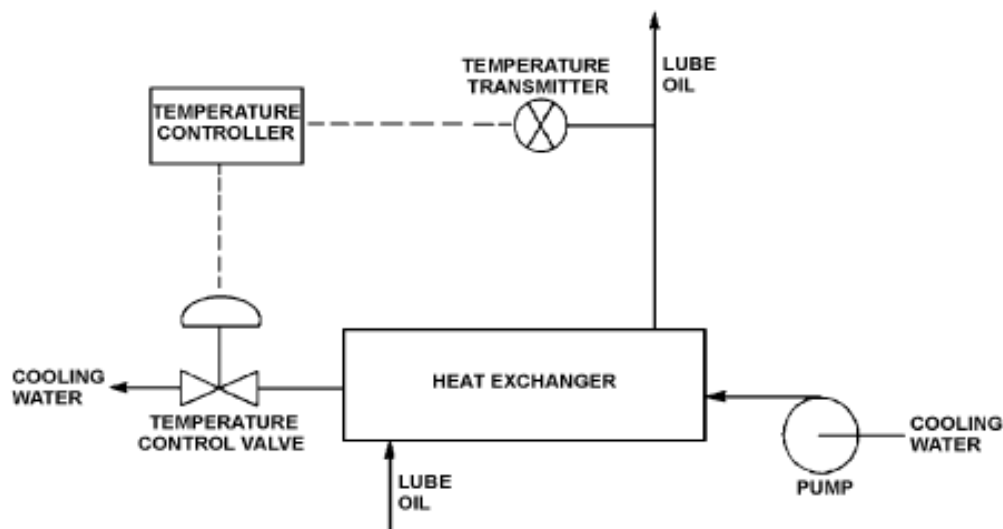 TEMPERATURE
TRANSMITTER
LUBE
OIL
TEMPERATURE
CONTROLLER
HEAT EXCHANGER
COOLING
WATER
TEMPERATURE
CONTROL VALVE
COOLING
WATER
LUBE
OIL
PUMP